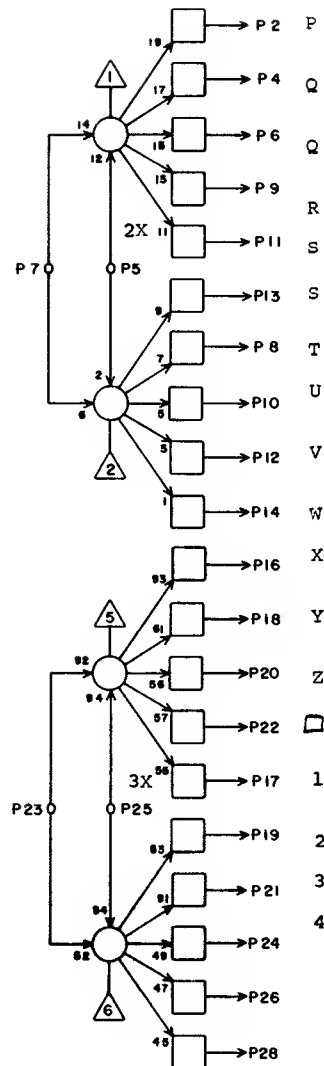 19 P2 P
1 17 P4 Q
14 16 P6 Q
12 15 P9 R
2X 11 P11 S
P7 P5
9 P13 S
2 7 P8 T
6 5 P10 U
5 P12 V
2 1 P14 W
93 P16 X
5 61 P18 Y
92 56 P20 Z
94 57 P22
3X 55 P17 1
P23 P25
63 P19 2
94 91 P21 3
62 49 P24 4
47 P26
6 45 P28